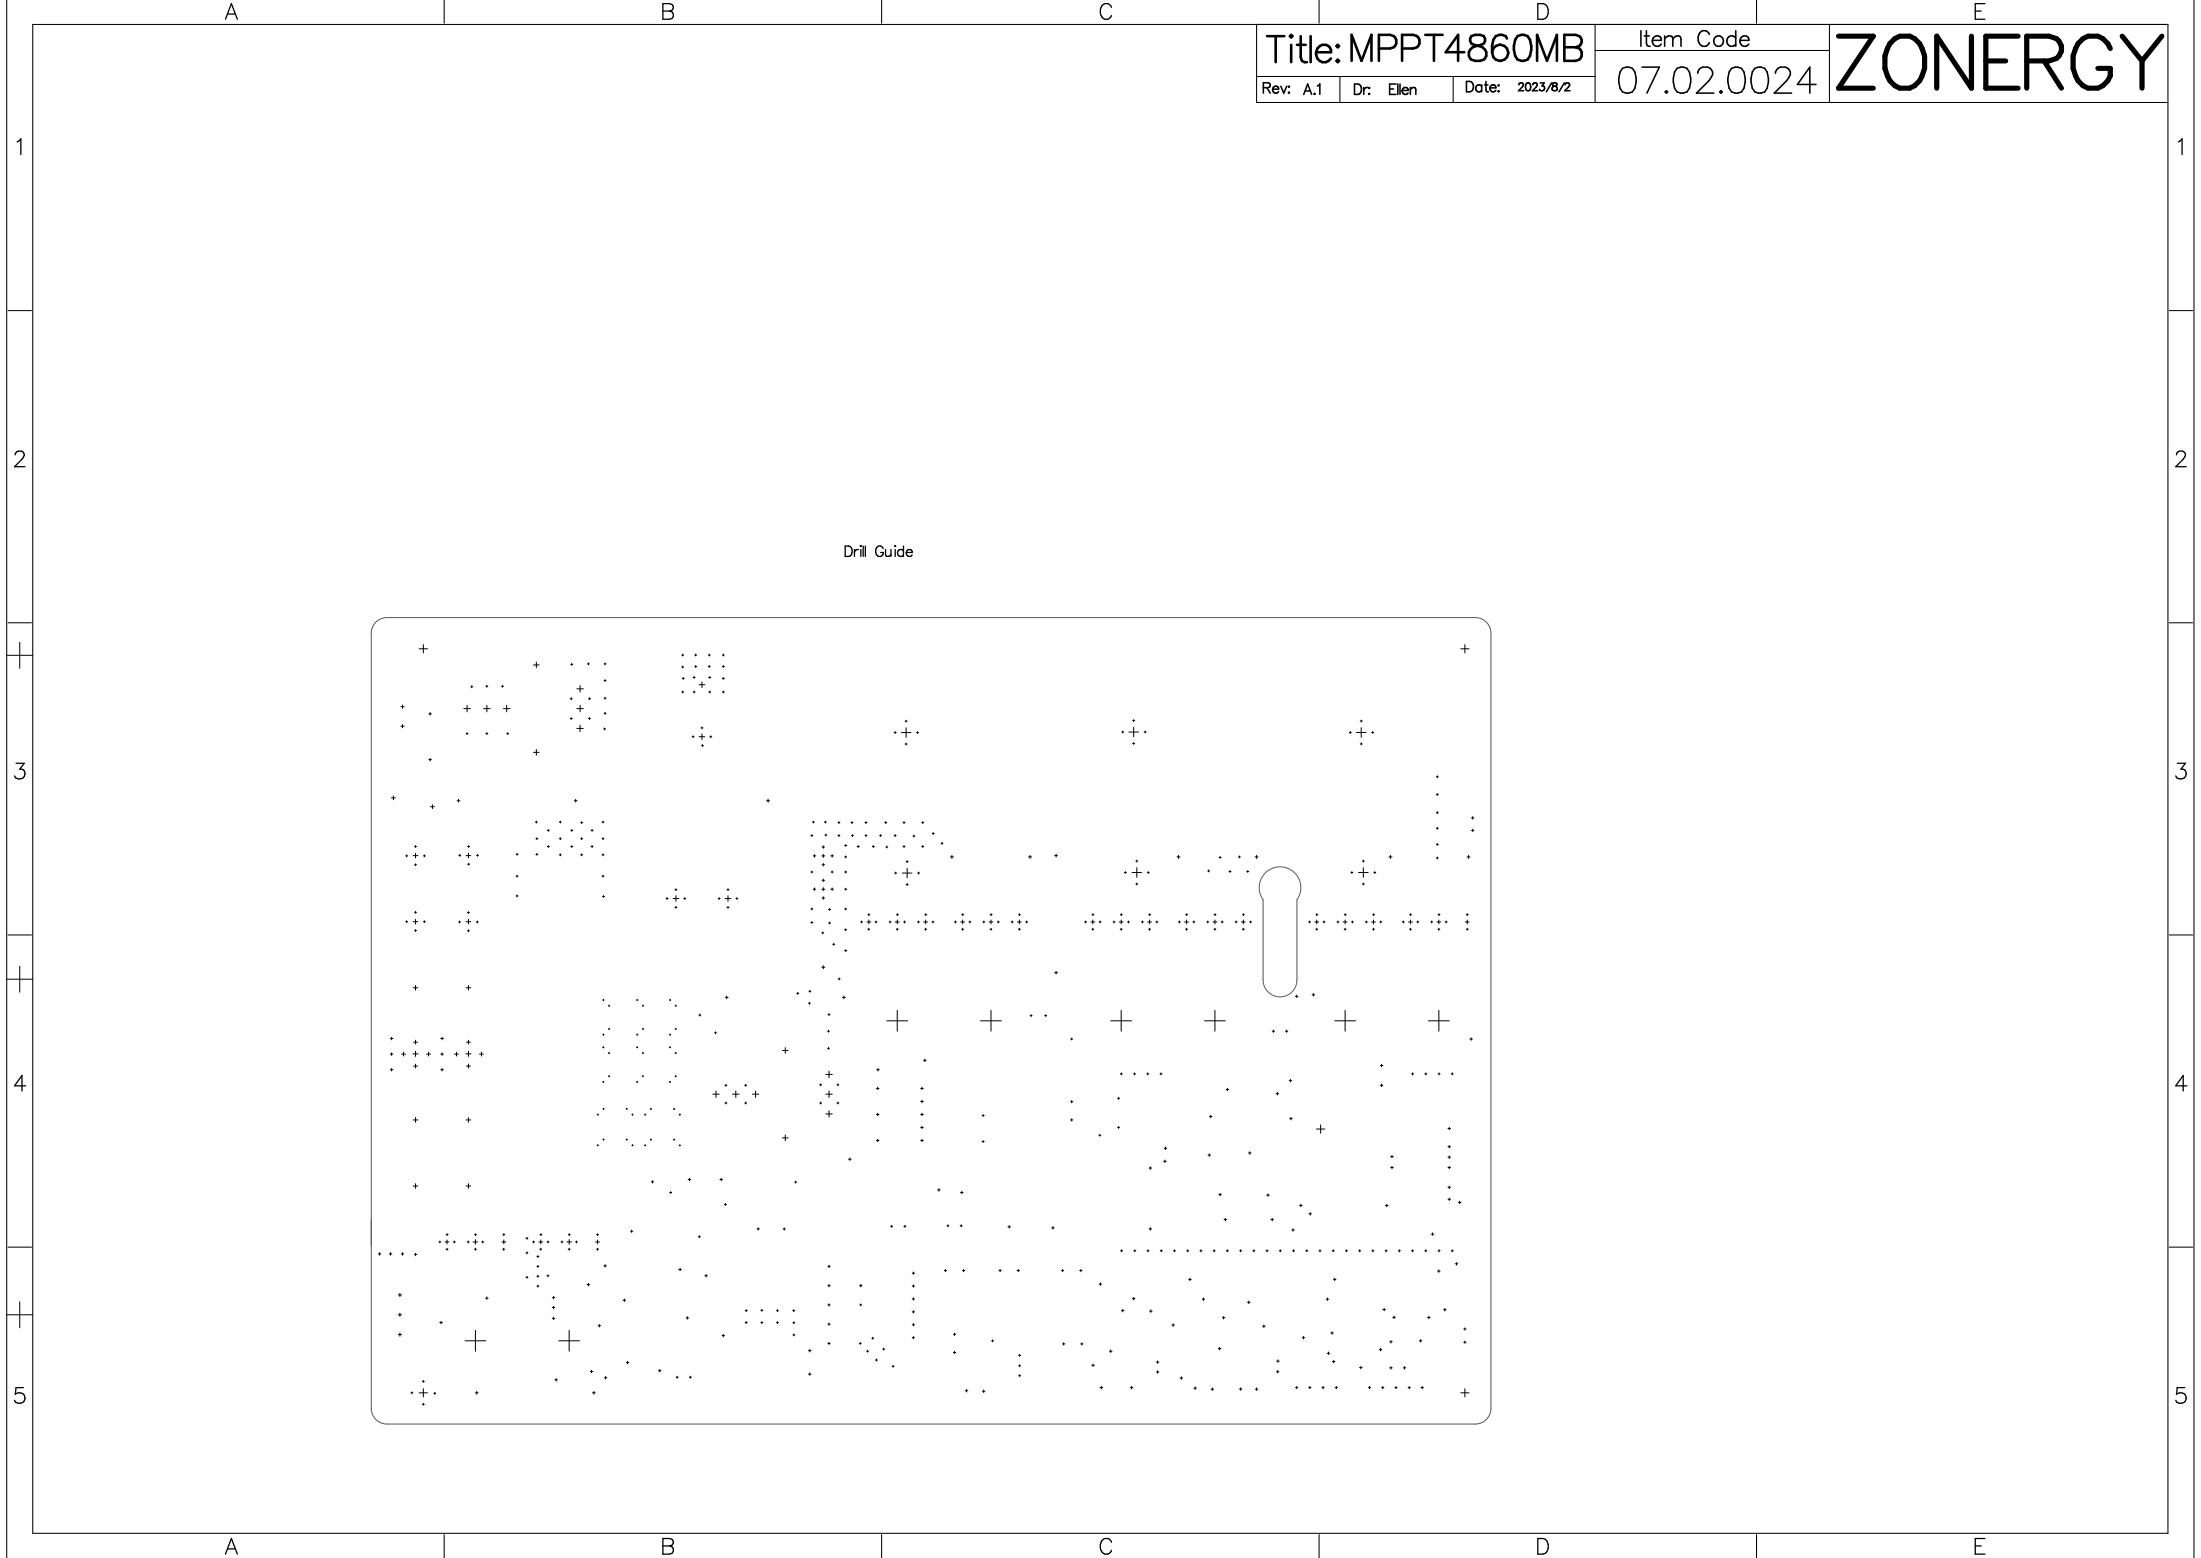 A B C D E
Title: MPPT4860MB
Item Code
ZONERGY
07.02.0024
Rev: A.1 Dr: Ellen Date: 2023/8/2
1 1
2 2
Drill Guide
3 3
4 4
5 5
A B C D E